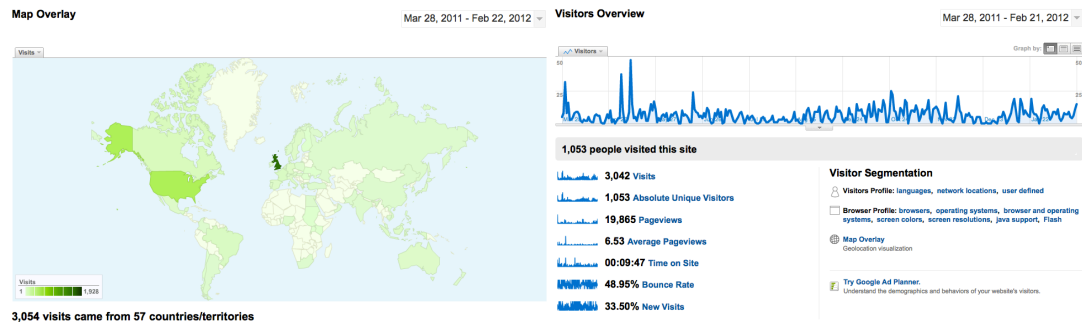 Map Overlay
Mar 28, 2011 - Feb 22, 2012
Visits
Visits
1 1,928
3,054 visits came from 57 countries/territories
Visitors Overview
Mar 28, 2011 - Feb 21, 2012
Visitors
Graph by:
50 50
25 25
1,053 people visited this site
3,042 Visits
1,053 Absolute Unique Visitors
19,865 Pageviews
6.53 Average Pageviews
00:09:47 Time on Site
48.95% Bounce Rate
33.50% New Visits
Visitor Segmentation
Visitors Profile: languages, network locations, user defined
Browser Profile: browsers, operating systems, browser and operating
systems, screen colors, screen resolutions, java support, Flash
Map Overlay
Geolocation visualization
Try Google Ad Planner.
Understand the demographics and behaviors of your website's visitors.